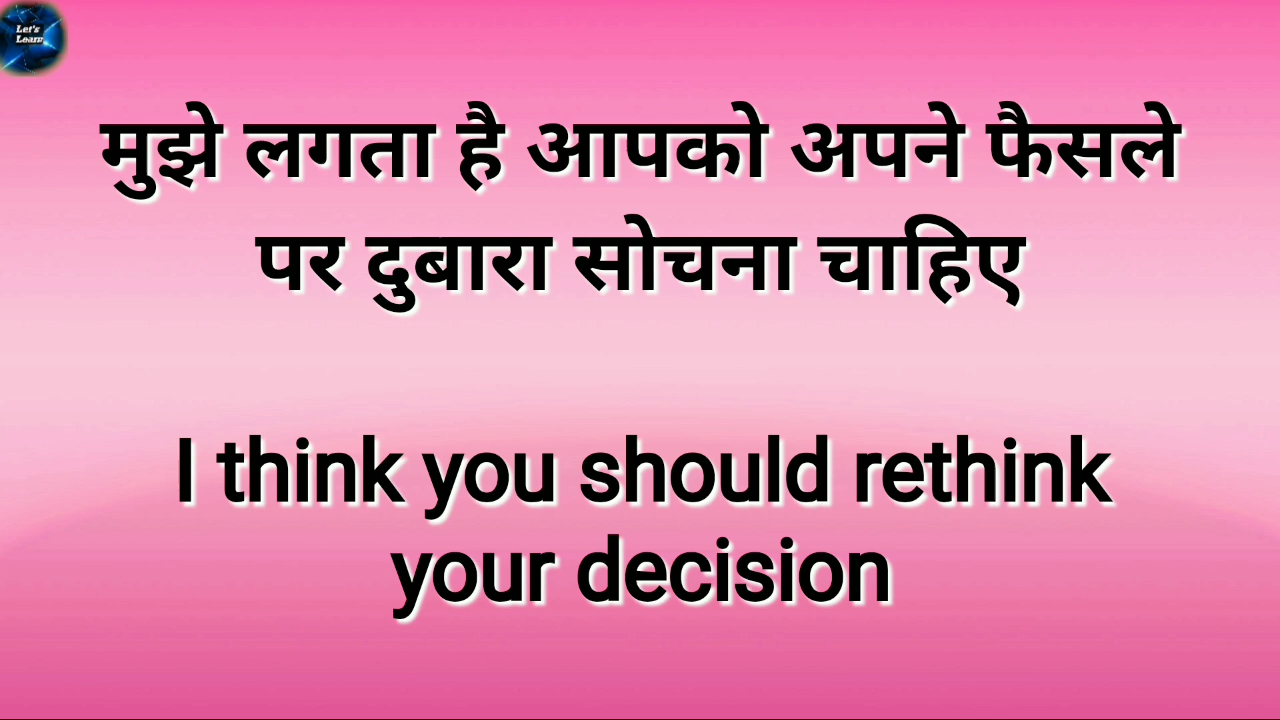 Let's
Learn
मुझे लगता है आपको अपने फैसले
पर दुबारा सोचना चाहिए
I think you should rethink
your decision